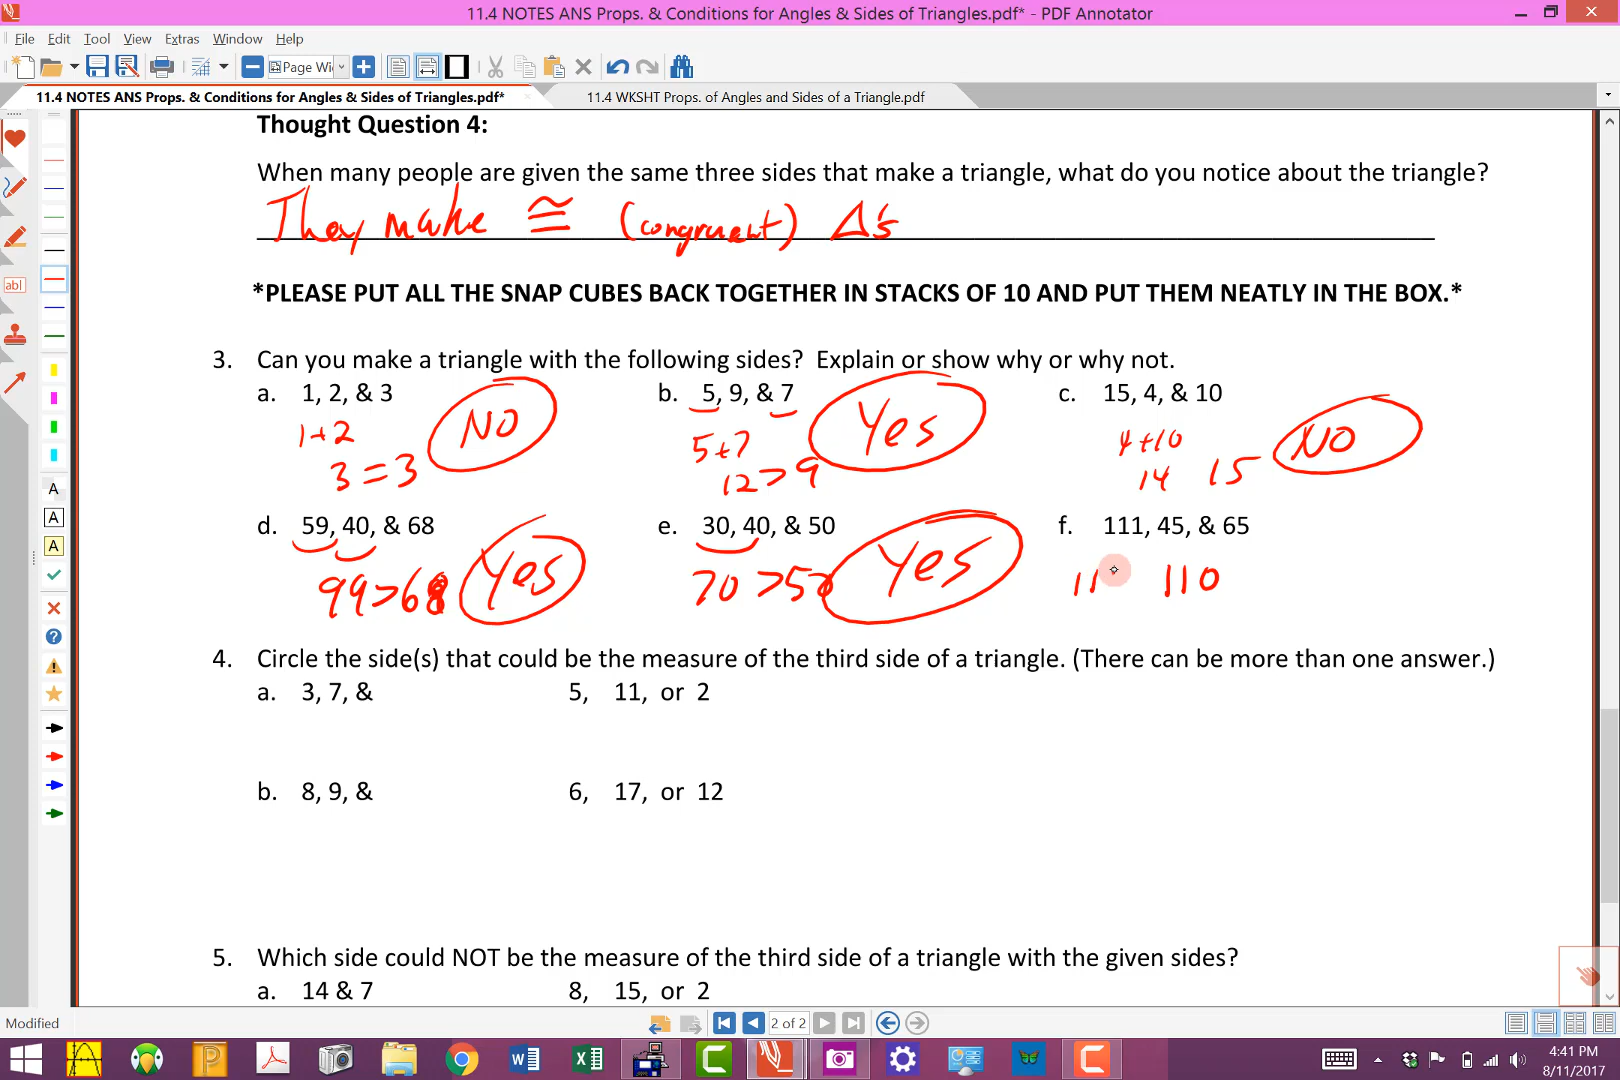 11.4 NOTES ANS Props. & Conditions for Angles & Sides of Triangles.pdf* - PDF Annotator
File Edit Tool View Extras Window Help
Page Wi
11.4 NOTES ANS Props. & Conditions for Angles & Sides of Triangles.pdf* 11.4 WKSHT Props. of Angles and Sides of a Triangle.pdf
Thought Question 4:
When many people are given the same three sides that make a triangle, what do you notice about the triangle?
They make ≅ (congruent) Δ's
*PLEASE PUT ALL THE SNAP CUBES BACK TOGETHER IN STACKS OF 10 AND PUT THEM NEATLY IN THE BOX.*
3. Can you make a triangle with the following sides? Explain or show why or why not.
a. 1, 2, & 3 b. 5, 9, & 7 c. 15, 4, & 10
1+2 NO 5+7 Yes 4+10 NO
3=3 12>9 14 15
d. 59, 40, & 68 e. 30, 40, & 50 f. 111, 45, & 65
99>68 Yes 70>50 Yes 11 110
4. Circle the side(s) that could be the measure of the third side of a triangle. (There can be more than one answer.)
a. 3, 7, & 5, 11, or 2
b. 8, 9, & 6, 17, or 12
5. Which side could NOT be the measure of the third side of a triangle with the given sides?
a. 14 & 7 8, 15, or 2
abl
A
A
A
Modified 2 of 2
4:41 PM
8/11/2017